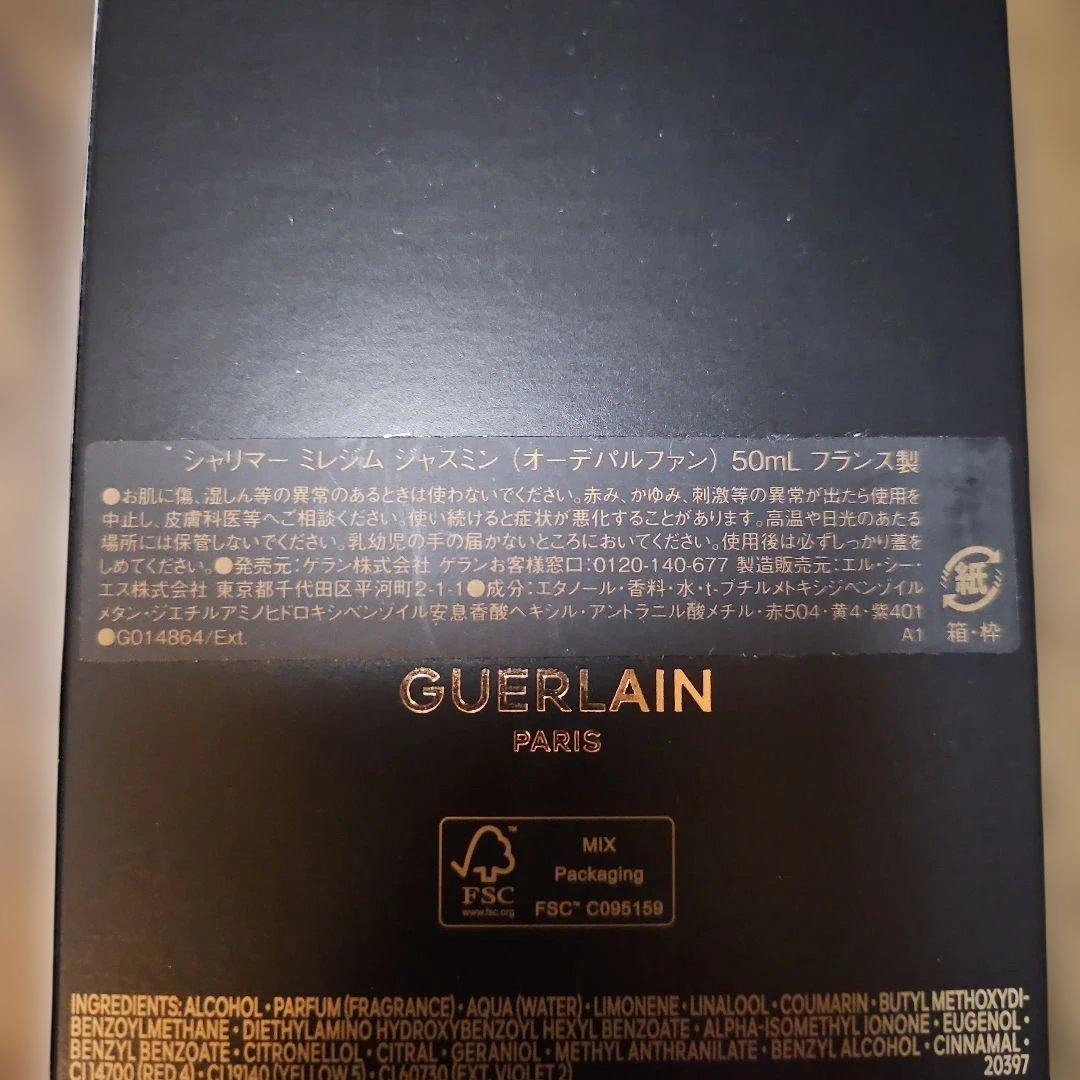 シャリマー ミレジム ジャスミン (オーデパルファン) 50mL フランス製
●お肌に傷、湿しん等の異常のあるときは使わないでください。赤み、かゆみ、刺激等の異常が出たら使用を
中止し、皮膚科医等へご相談ください。使い続けると症状が悪化することがあります。高温や日光のあたる
場所には保管しないでください。乳幼児の手の届かないところにおいてください。使用後は必ずしっかり蓋を
しめてください。●発売元:ゲラン株式会社 ゲランお客様窓口:0120-140-677 製造販売元:エル・シー・
エス株式会社 東京都千代田区平河町2-1-1●成分:エタノール・香料・水・t-ブチルメトキシジベンゾイル
メタン・ジエチルアミノヒドロキシベンゾイル安息香酸ヘキシル・アントラニル酸メチル・赤504・黄4・紫401
●G014864/Ext. A1
紙
箱・枠
GUERLAIN
PARIS
FSC™
www.fsc.org
MIX
Packaging
FSC™ C095159
INGREDIENTS: ALCOHOL • PARFUM (FRAGRANCE) • AQUA (WATER) • LIMONENE • LINALOOL • COUMARIN • BUTYL METHOXYDI-
BENZOYLMETHANE • DIETHYLAMINO HYDROXYBENZOYL HEXYL BENZOATE • ALPHA-ISOMETHYL IONONE • EUGENOL •
BENZYL BENZOATE • CITRONELLOL • CITRAL • GERANIOL • METHYL ANTHRANILATE • BENZYL ALCOHOL • CINNAMAL •
CI 14700 (RED 4) • CI 19140 (YELLOW 5) • CI 60730 (EXT. VIOLET 2) 20397